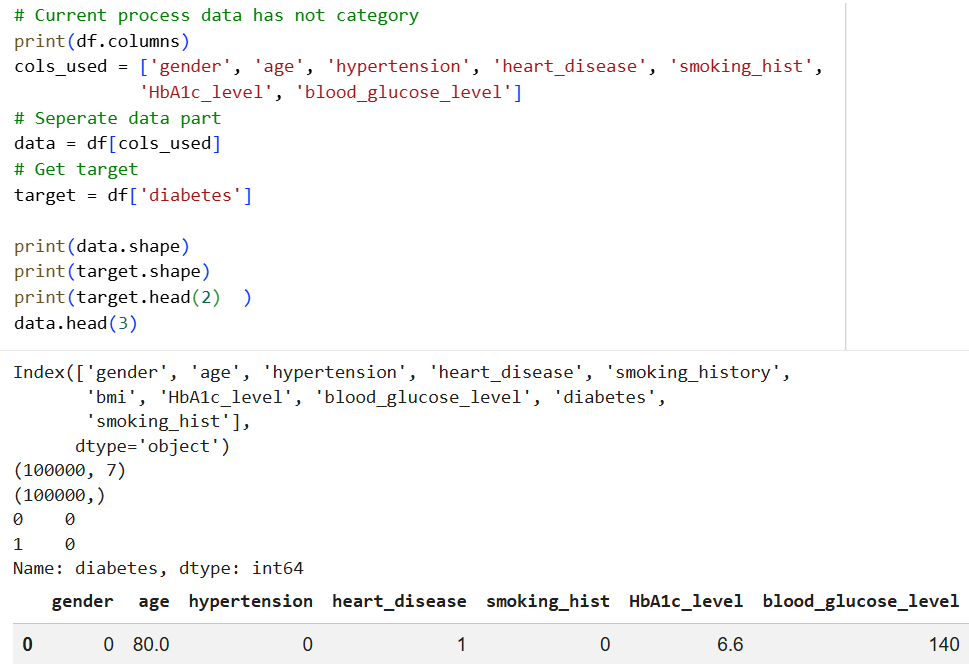 # Current process data has not category
print(df.columns)
cols_used = ['gender', 'age', 'hypertension', 'heart_disease', 'smoking_hist',
            'HbA1c_level', 'blood_glucose_level']
# Seperate data part
data = df[cols_used]
# Get target
target = df['diabetes']
print(data.shape)
print(target.shape)
print(target.head(2)  )
data.head(3)
Index(['gender', 'age', 'hypertension', 'heart_disease', 'smoking_history',
       'bmi', 'HbA1c_level', 'blood_glucose_level', 'diabetes',
       'smoking_hist'],
      dtype='object')
(100000, 7)
(100000,)
0    0
1    0
Name: diabetes, dtype: int64
gender age hypertension heart_disease smoking_hist HbA1c_level blood_glucose_level
0 0 80.0 0 1 0 6.6 140